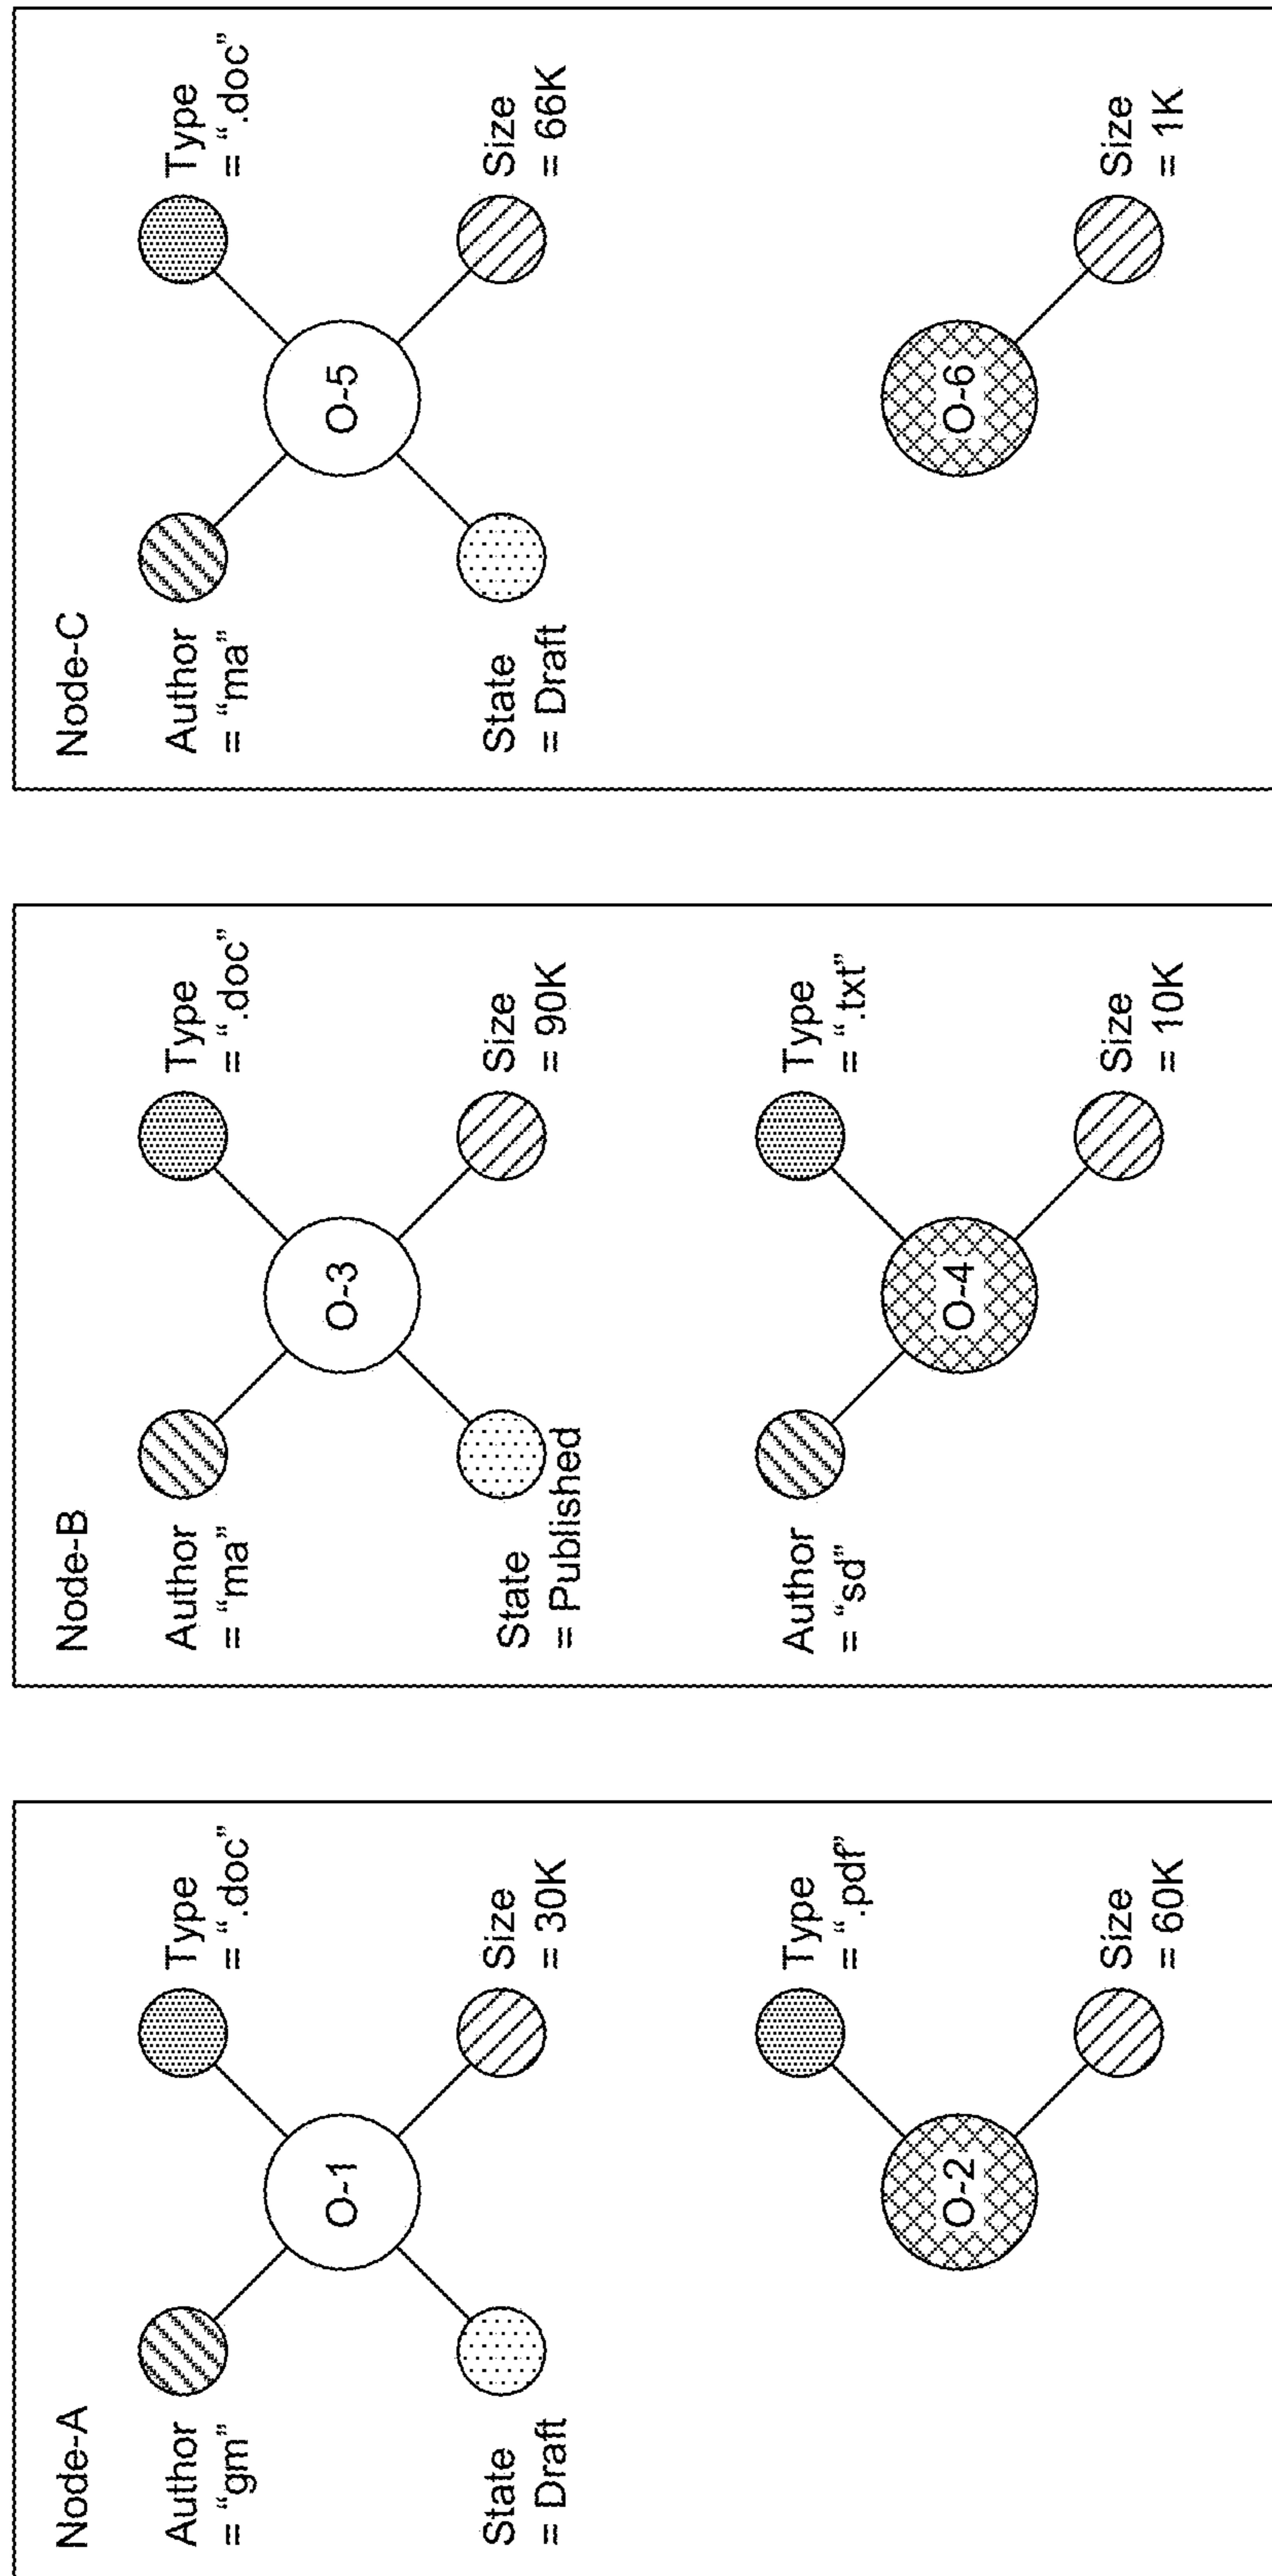 Node-A
Author
= “gm”
Type
= “.doc”
O-1
State
= Draft
Size
= 30K
Type
= “.pdf”
O-2
Size
= 60K
Node-B
Author
= “ma”
Type
= “.doc”
O-3
State
= Published
Size
= 90K
Author
= “sd”
Type
= “.txt”
O-4
Size
= 10K
Node-C
Author
= “ma”
Type
= “.doc”
O-5
State
= Draft
Size
= 66K
O-6
Size
= 1K